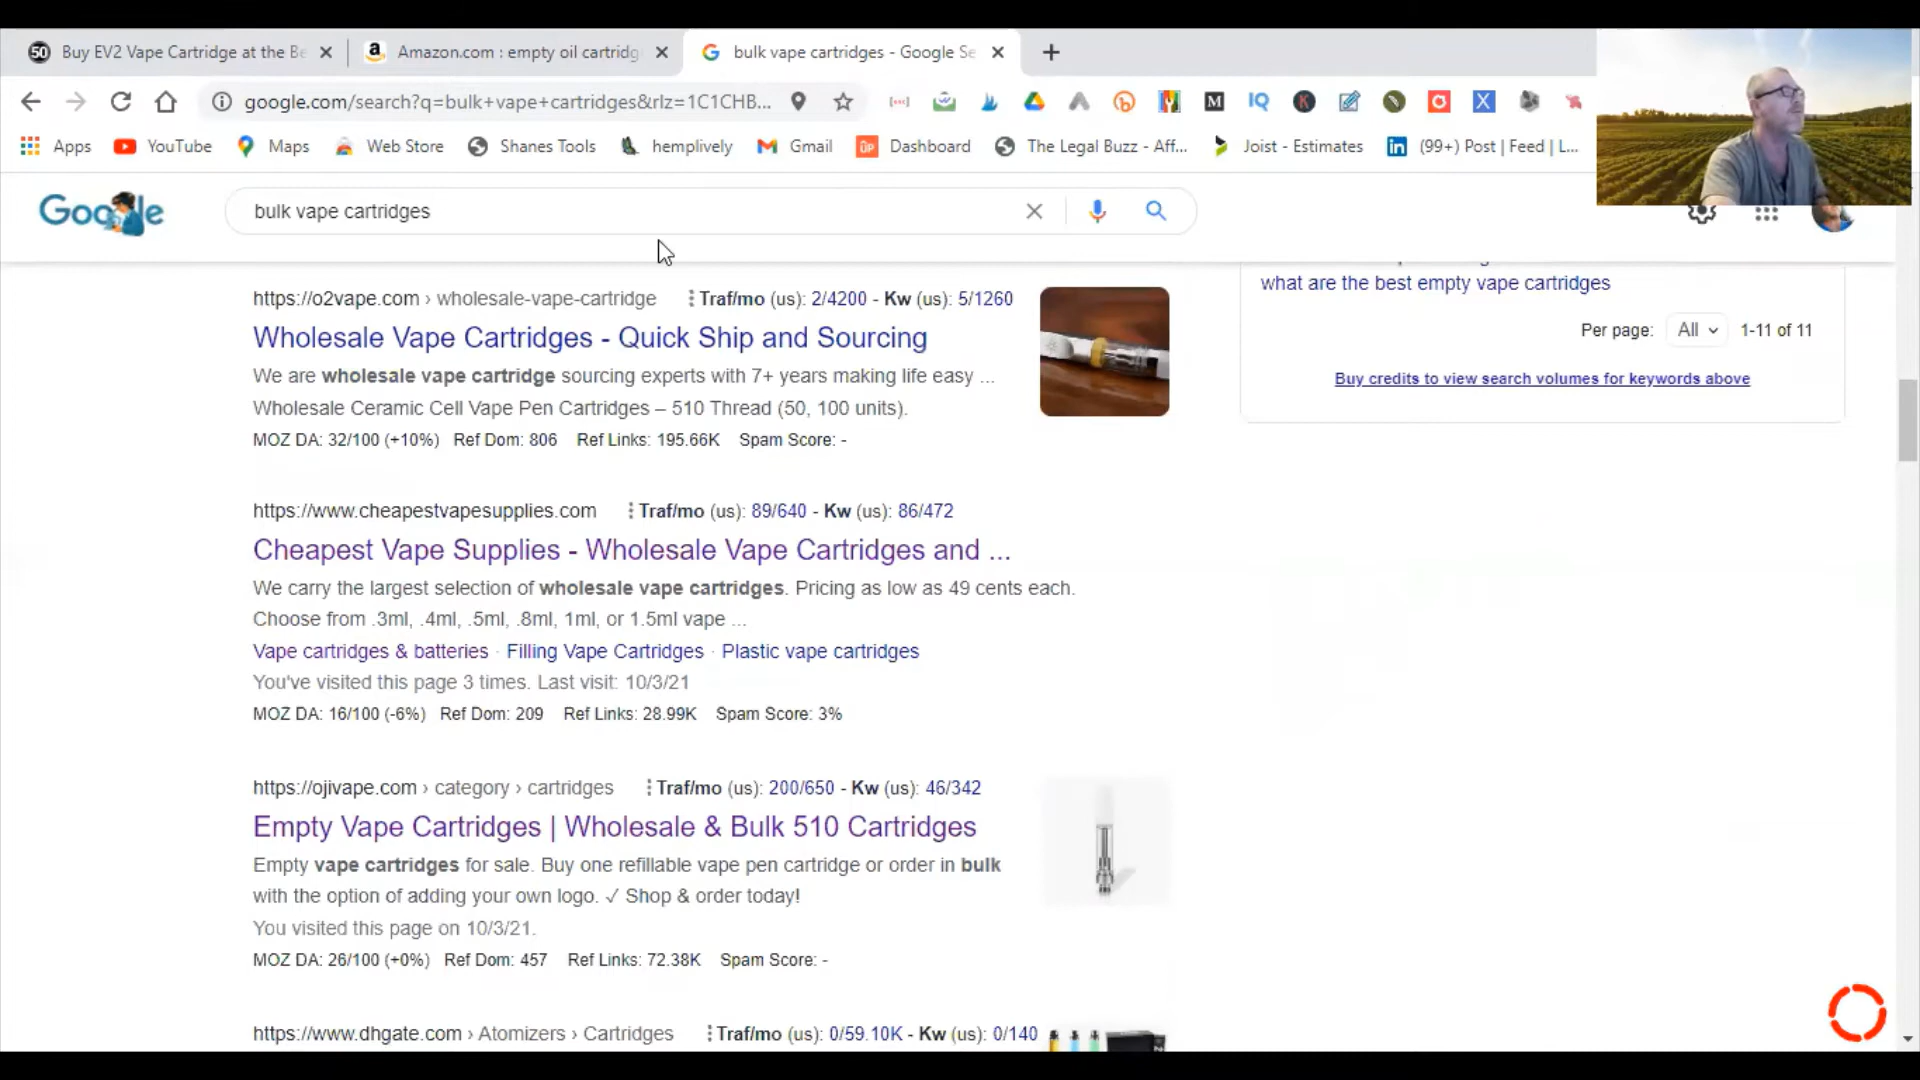 50 Buy EV2 Vape Cartridge at the Be
Amazon.com : empty oil cartridg
bulk vape cartridges - Google Se
google.com/search?q=bulk+vape+cartridges&rlz=1C1CHB...
M IQ K X
Apps YouTube Maps Web Store Shanes Tools hemplively Gmail Dashboard The Legal Buzz - Aff... Joist - Estimates (99+) Post | Feed | L...
Google
bulk vape cartridges
https://o2vape.com › wholesale-vape-cartridge Traf/mo (us): 2/4200 - Kw (us): 5/1260
what are the best empty vape cartridges
Wholesale Vape Cartridges - Quick Ship and Sourcing
Per page: All 1-11 of 11
We are wholesale vape cartridge sourcing experts with 7+ years making life easy ...
Buy credits to view search volumes for keywords above
Wholesale Ceramic Cell Vape Pen Cartridges – 510 Thread (50, 100 units).
MOZ DA: 32/100 (+10%) Ref Dom: 806 Ref Links: 195.66K Spam Score: -
https://www.cheapestvapesupplies.com Traf/mo (us): 89/640 - Kw (us): 86/472
Cheapest Vape Supplies - Wholesale Vape Cartridges and ...
We carry the largest selection of wholesale vape cartridges. Pricing as low as 49 cents each.
Choose from .3ml, .4ml, .5ml, .8ml, 1ml, or 1.5ml vape ...
Vape cartridges & batteries · Filling Vape Cartridges · Plastic vape cartridges
You've visited this page 3 times. Last visit: 10/3/21
MOZ DA: 16/100 (-6%) Ref Dom: 209 Ref Links: 28.99K Spam Score: 3%
https://ojivape.com › category › cartridges Traf/mo (us): 200/650 - Kw (us): 46/342
Empty Vape Cartridges | Wholesale & Bulk 510 Cartridges
Empty vape cartridges for sale. Buy one refillable vape pen cartridge or order in bulk
with the option of adding your own logo. ✓ Shop & order today!
You visited this page on 10/3/21.
MOZ DA: 26/100 (+0%) Ref Dom: 457 Ref Links: 72.38K Spam Score: -
https://www.dhgate.com › Atomizers › Cartridges Traf/mo (us): 0/59.10K - Kw (us): 0/140